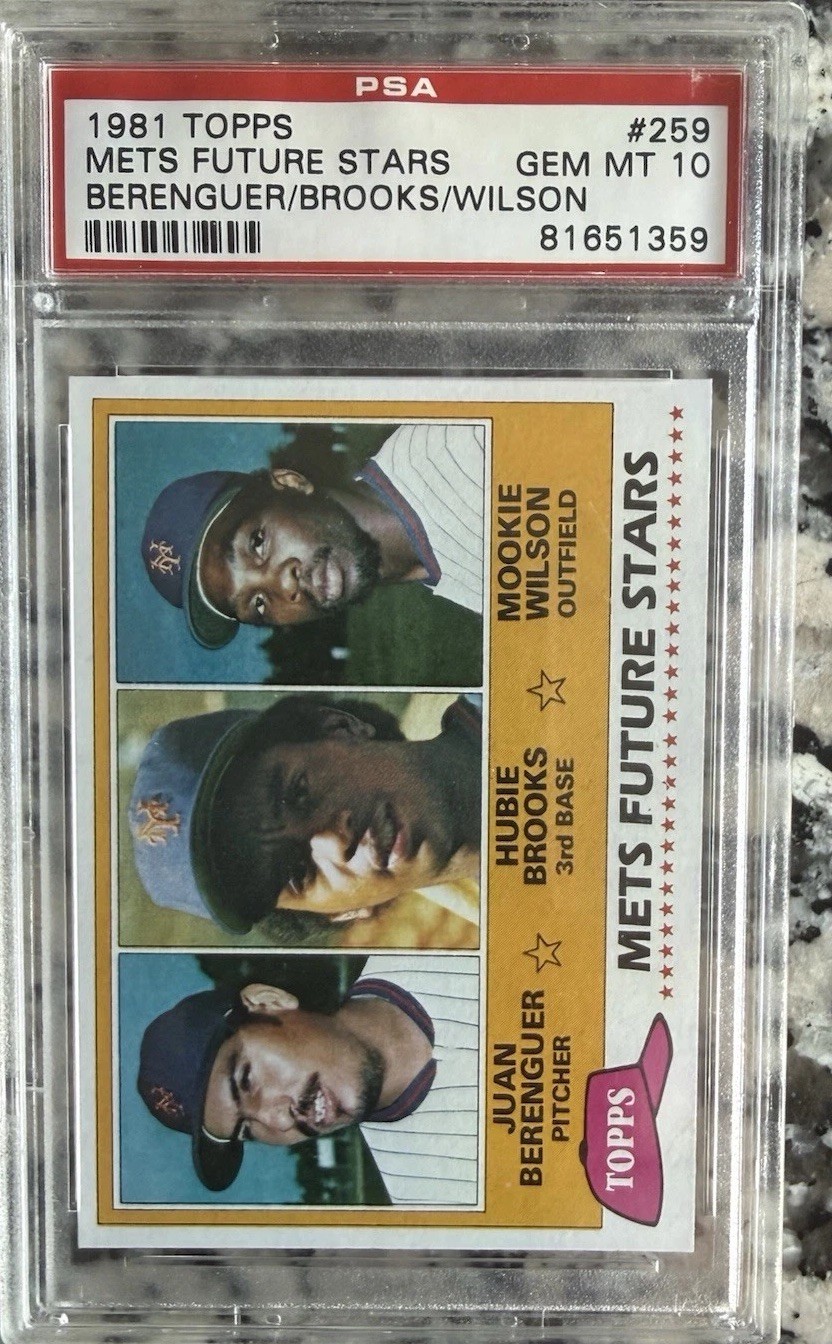 PSA
1981 TOPPS #259
METS FUTURE STARS GEM MT 10
BERENGUER/BROOKS/WILSON
81651359
JUAN
BERENGUER
PITCHER
HUBIE
BROOKS
3rd BASE
MOOKIE
WILSON
OUTFIELD
TOPPS
METS FUTURE STARS